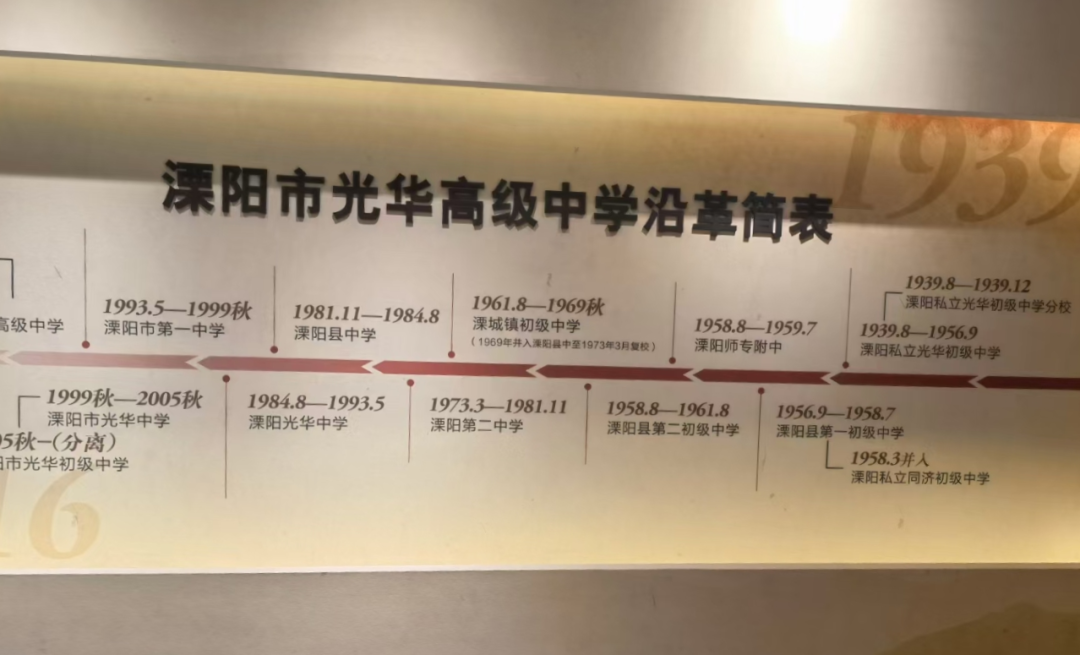 溧阳市光华高级中学沿革简表
1939
1939.8—1939.12
溧阳私立光华初级中学分校
1939.8—1956.9
溧阳私立光华初级中学
1958.8—1959.7
溧阳师专附中
1961.8—1969秋
溧城镇初级中学
(1969年并入溧阳县中至1973年3月复校)
1981.11—1984.8
溧阳县中学
1993.5—1999秋
溧阳市第一中学
高级中学
1956.9—1958.7
溧阳县第一初级中学
1958.3并入
溧阳私立同济初级中学
1958.8—1961.8
溧阳县第二初级中学
1973.3—1981.11
溧阳第二中学
1984.8—1993.5
溧阳光华中学
1999秋—2005秋
溧阳市光华中学
5秋—(分离)
阳市光华初级中学
16